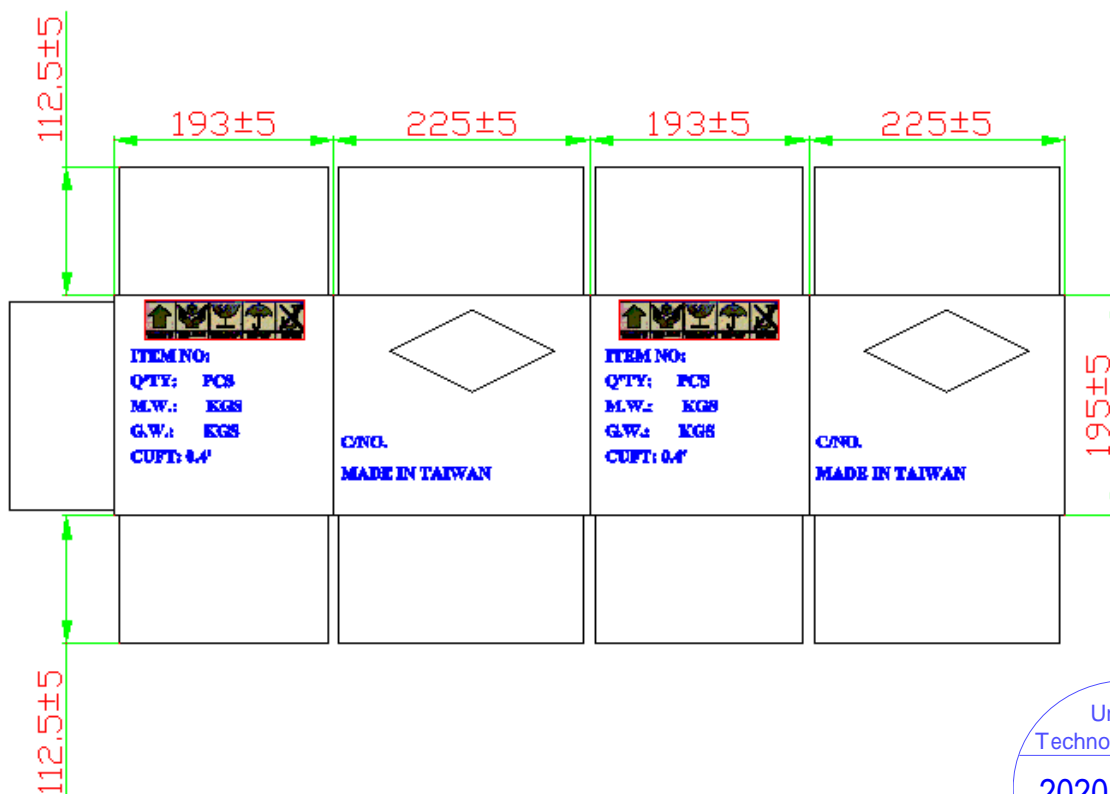 112.5±5
193±5
225±5
193±5
225±5
ITEM NO:
Q'TY: PCS
M.W.: KGS
G.W.: KGS
CUFT: 0.4'
C/NO.
MADE IN TAIWAN
ITEM NO:
Q'TY: PCS
M.W.: KGS
G.W.: KGS
CUFT: 0.4'
C/NO.
MADE IN TAIWAN
195±5
112.5±5
2020